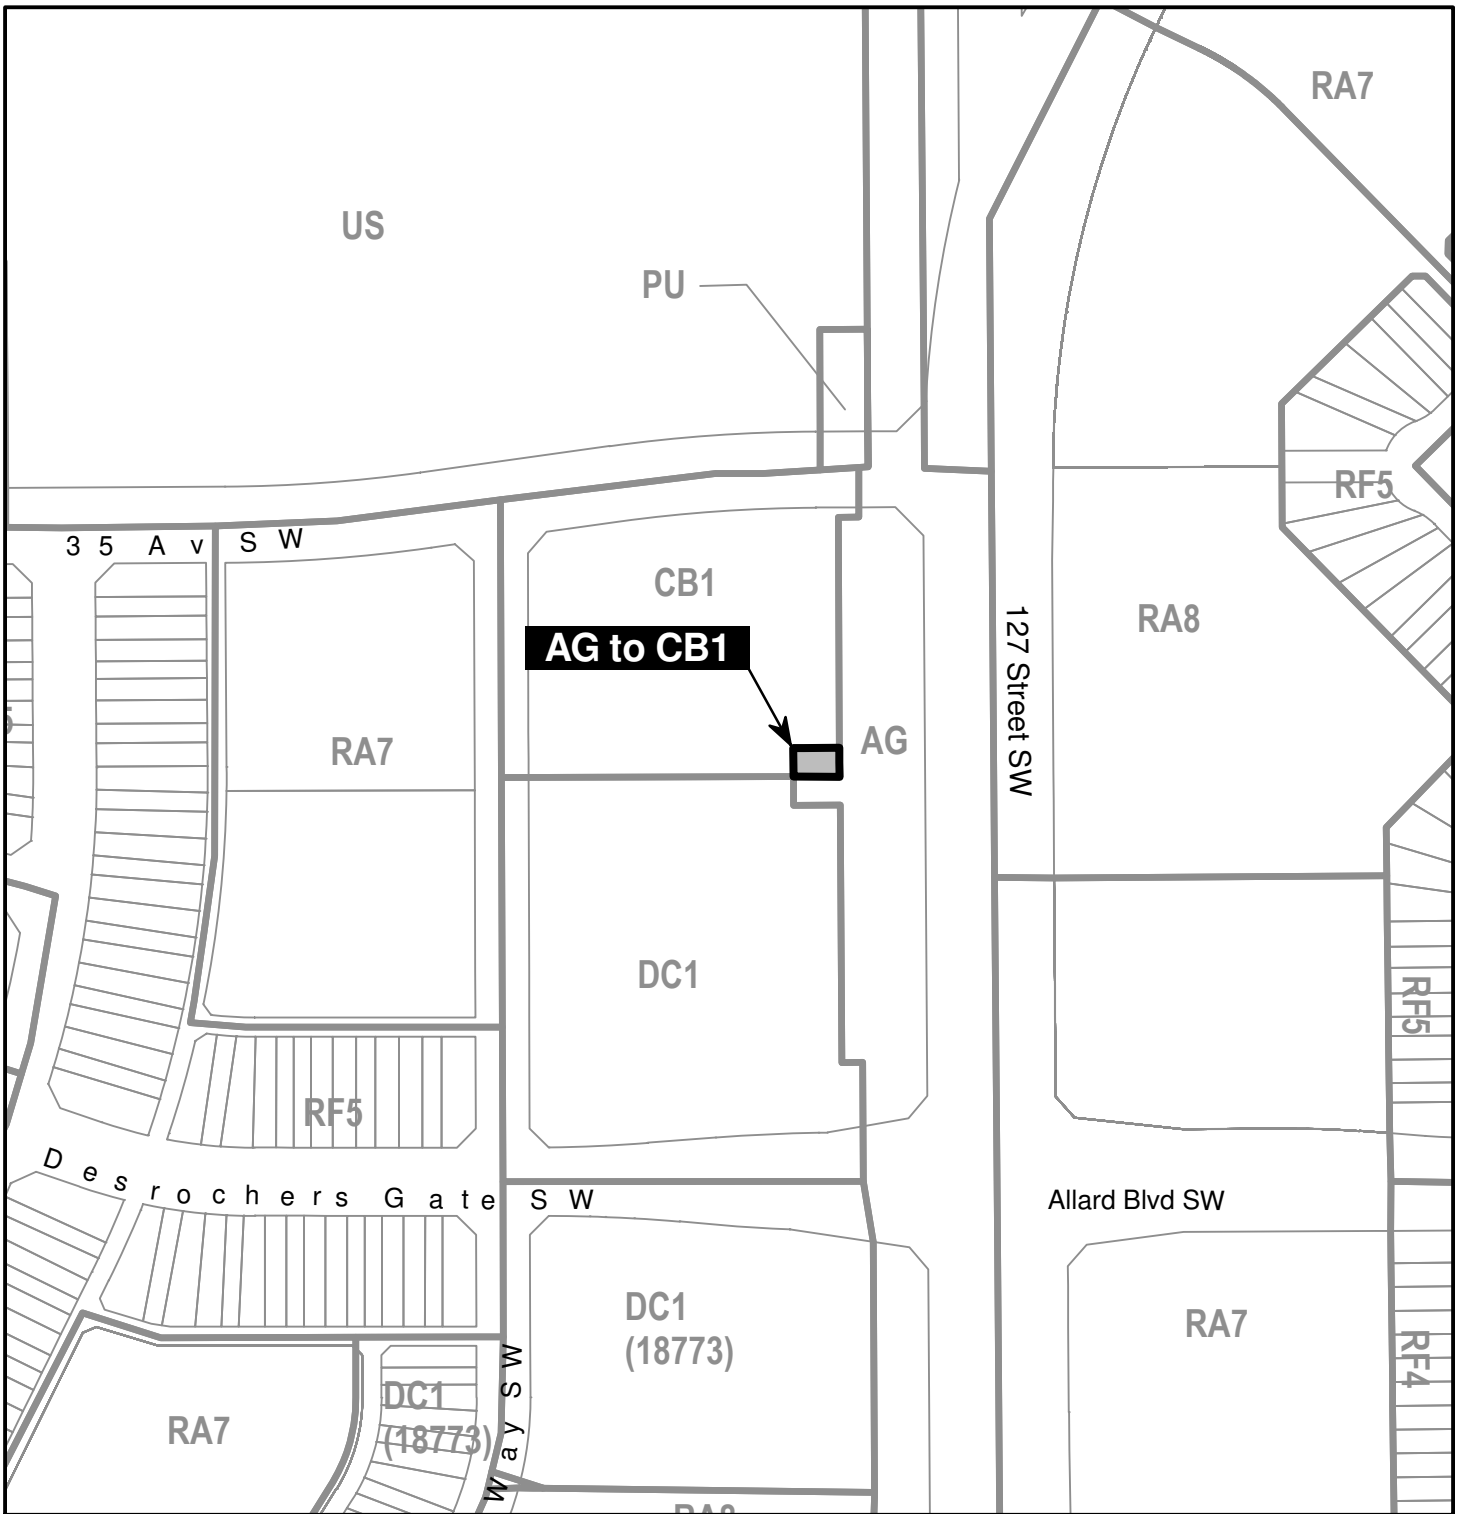 RA7
US
PU
RF5
35 Av SW
CB1
RA8
AG to CB1
127 Street SW
AG
RA7
DC1
RF5
RF5
Desrochers Gate SW
Allard Blvd SW
DC1
(18773)
RA7
RF4
Way SW
DC1
(18773)
RA7